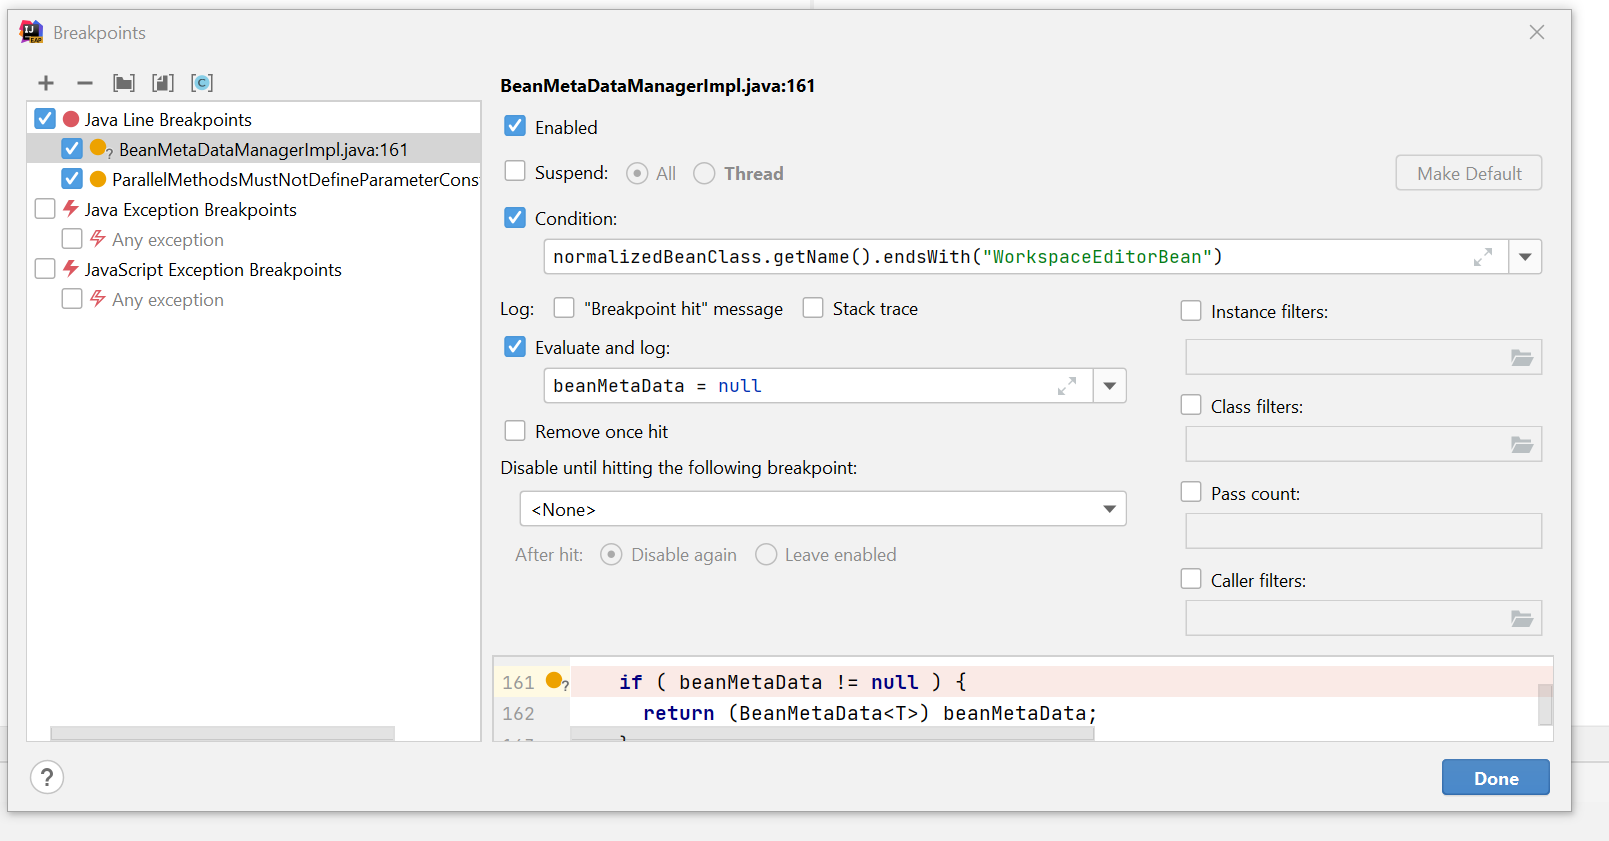 Breakpoints
Java Line Breakpoints
BeanMetaDataManagerImpl.java:161
ParallelMethodsMustNotDefineParameterCons
Java Exception Breakpoints
Any exception
JavaScript Exception Breakpoints
Any exception
BeanMetaDataManagerImpl.java:161
Enabled
Suspend: All Thread Make Default
Condition:
normalizedBeanClass.getName().endsWith("WorkspaceEditorBean")
Log: "Breakpoint hit" message Stack trace
Evaluate and log:
beanMetaData = null
Remove once hit
Disable until hitting the following breakpoint:
<None>
After hit: Disable again Leave enabled
Instance filters:
Class filters:
Pass count:
Caller filters:
161 ? if ( beanMetaData != null ) {
162 return (BeanMetaData<T>) beanMetaData;
? Done